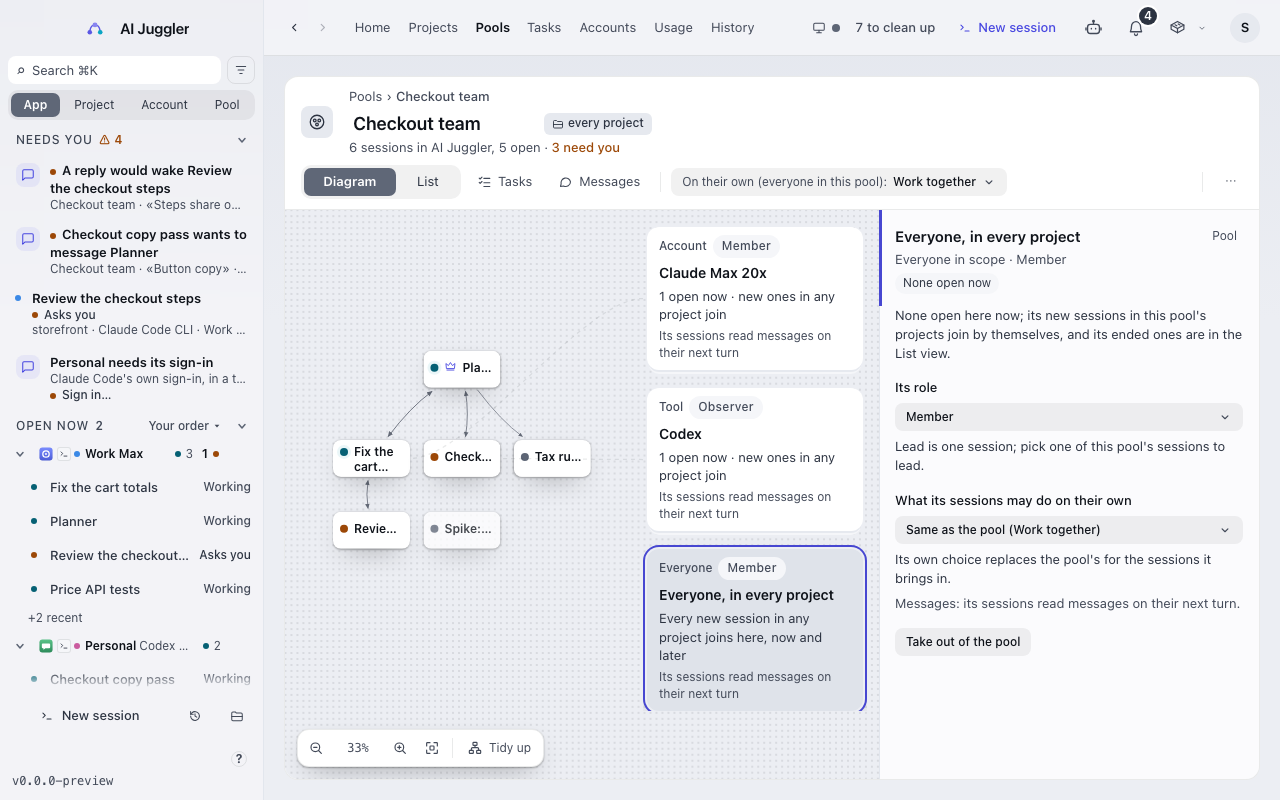 AI Juggler
Search ⌘K
App
Project
Account
Pool
NEEDS YOU
4
A reply would wake Review
the checkout steps
Checkout team · «Steps share o…
Checkout copy pass wants to
message Planner
Checkout team · «Button copy» ·…
Review the checkout steps
Asks you
storefront · Claude Code CLI · Work …
Personal needs its sign-in
Claude Code's own sign-in, in a t…
Sign in…
OPEN NOW 2
Your order
Work Max
3
1
Fix the cart totals
Working
Planner
Working
Review the checkout…
Asks you
Price API tests
Working
+2 recent
Personal Codex …
2
Checkout copy pass
Working
New session
?
v0.0.0-preview
Home
Projects
Pools
Tasks
Accounts
Usage
History
7 to clean up
New session
4
S
Pools › Checkout team
Checkout team
every project
6 sessions in AI Juggler, 5 open · 3 need you
Diagram
List
Tasks
Messages
On their own (everyone in this pool): Work together
…
Pla…
Fix the
cart…
Check…
Tax ru…
Revie…
Spike:…
Account
Member
Claude Max 20x
1 open now · new ones in any
project join
Its sessions read messages on
their next turn
Tool
Observer
Codex
1 open now · new ones in any
project join
Its sessions read messages on
their next turn
Everyone
Member
Everyone, in every project
Every new session in any
project joins here, now and
later
Its sessions read messages on
their next turn
33%
Tidy up
Everyone, in every project
Pool
Everyone in scope · Member
None open now
None open here now; its new sessions in this pool's
projects join by themselves, and its ended ones are in the
List view.
Its role
Member
Lead is one session; pick one of this pool's sessions to
lead.
What its sessions may do on their own
Same as the pool (Work together)
Its own choice replaces the pool's for the sessions it
brings in.
Messages: its sessions read messages on their next turn.
Take out of the pool